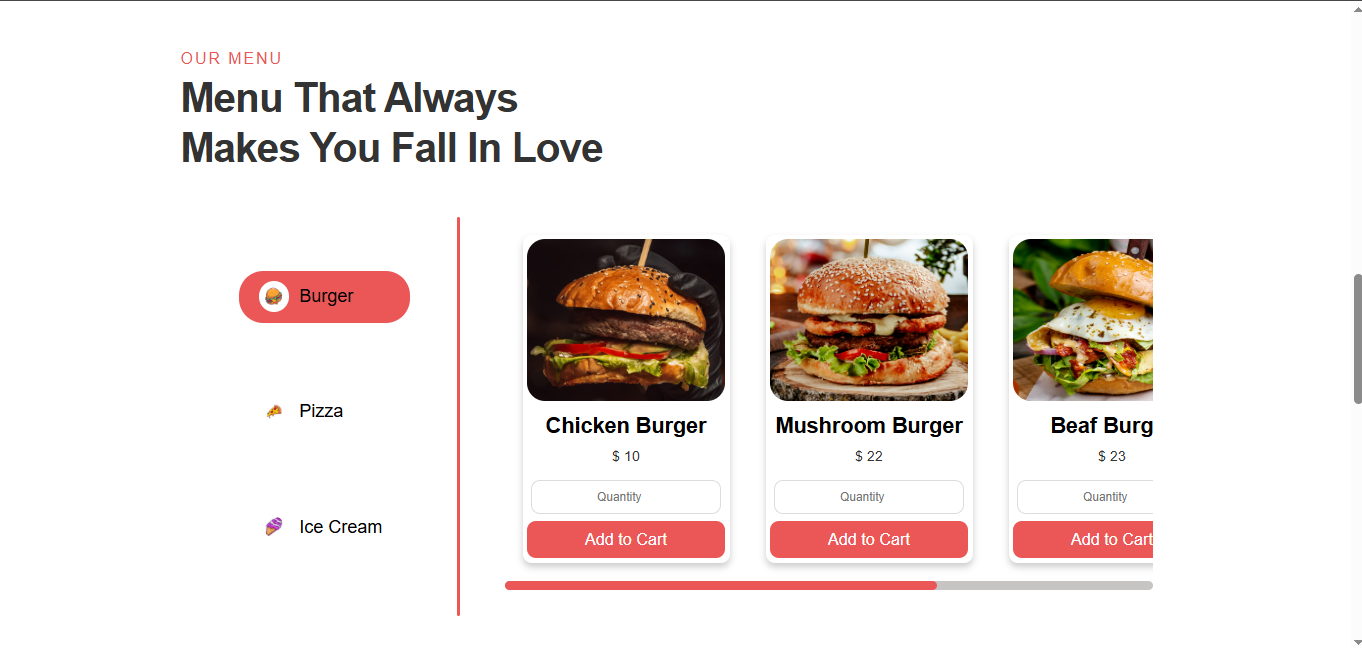 OUR MENU
Menu That Always
Makes You Fall In Love
Burger
Pizza
Ice Cream
Chicken Burger
$ 10
Quantity
Add to Cart
Mushroom Burger
$ 22
Quantity
Add to Cart
Beaf Burg
$ 23
Quantity
Add to Cart